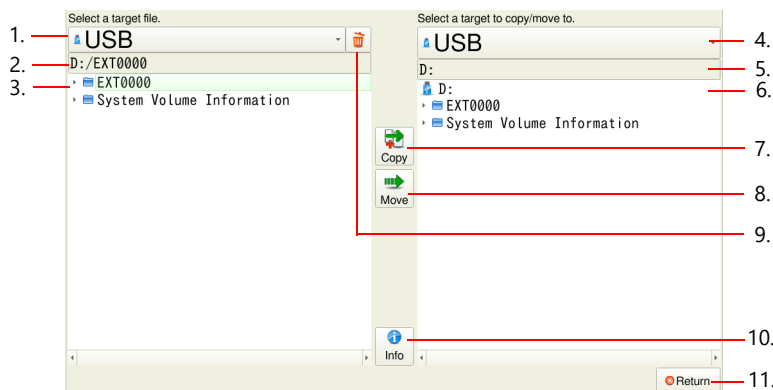 Select a target file.
Select a target to copy/move to.
1.
USB
USB
4.
2.
D:/EXT0000
D:
5.
3.
EXT0000
D:
6.
System Volume Information
EXT0000
System Volume Information
Copy
7.
Move
8.
9.
Info
10.
Return
11.